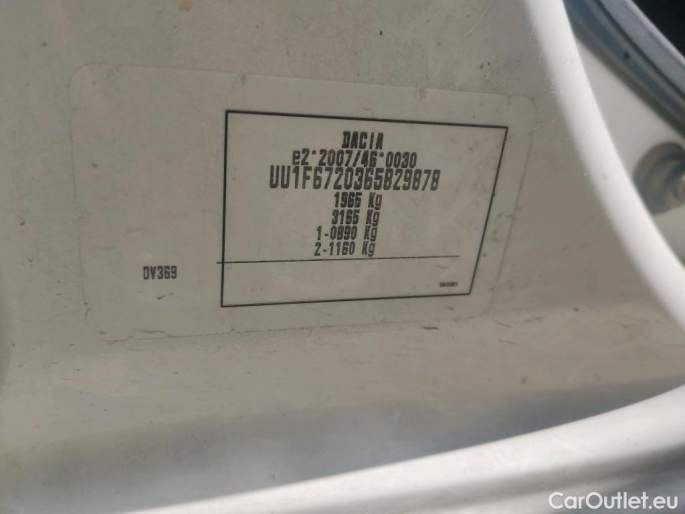 DACIA
e2*2007/46*0030
UU1F6720365829878
1965 Kg
3165 Kg
1-0890 Kg
2-1160 Kg
DV369
CarOutlet.eu